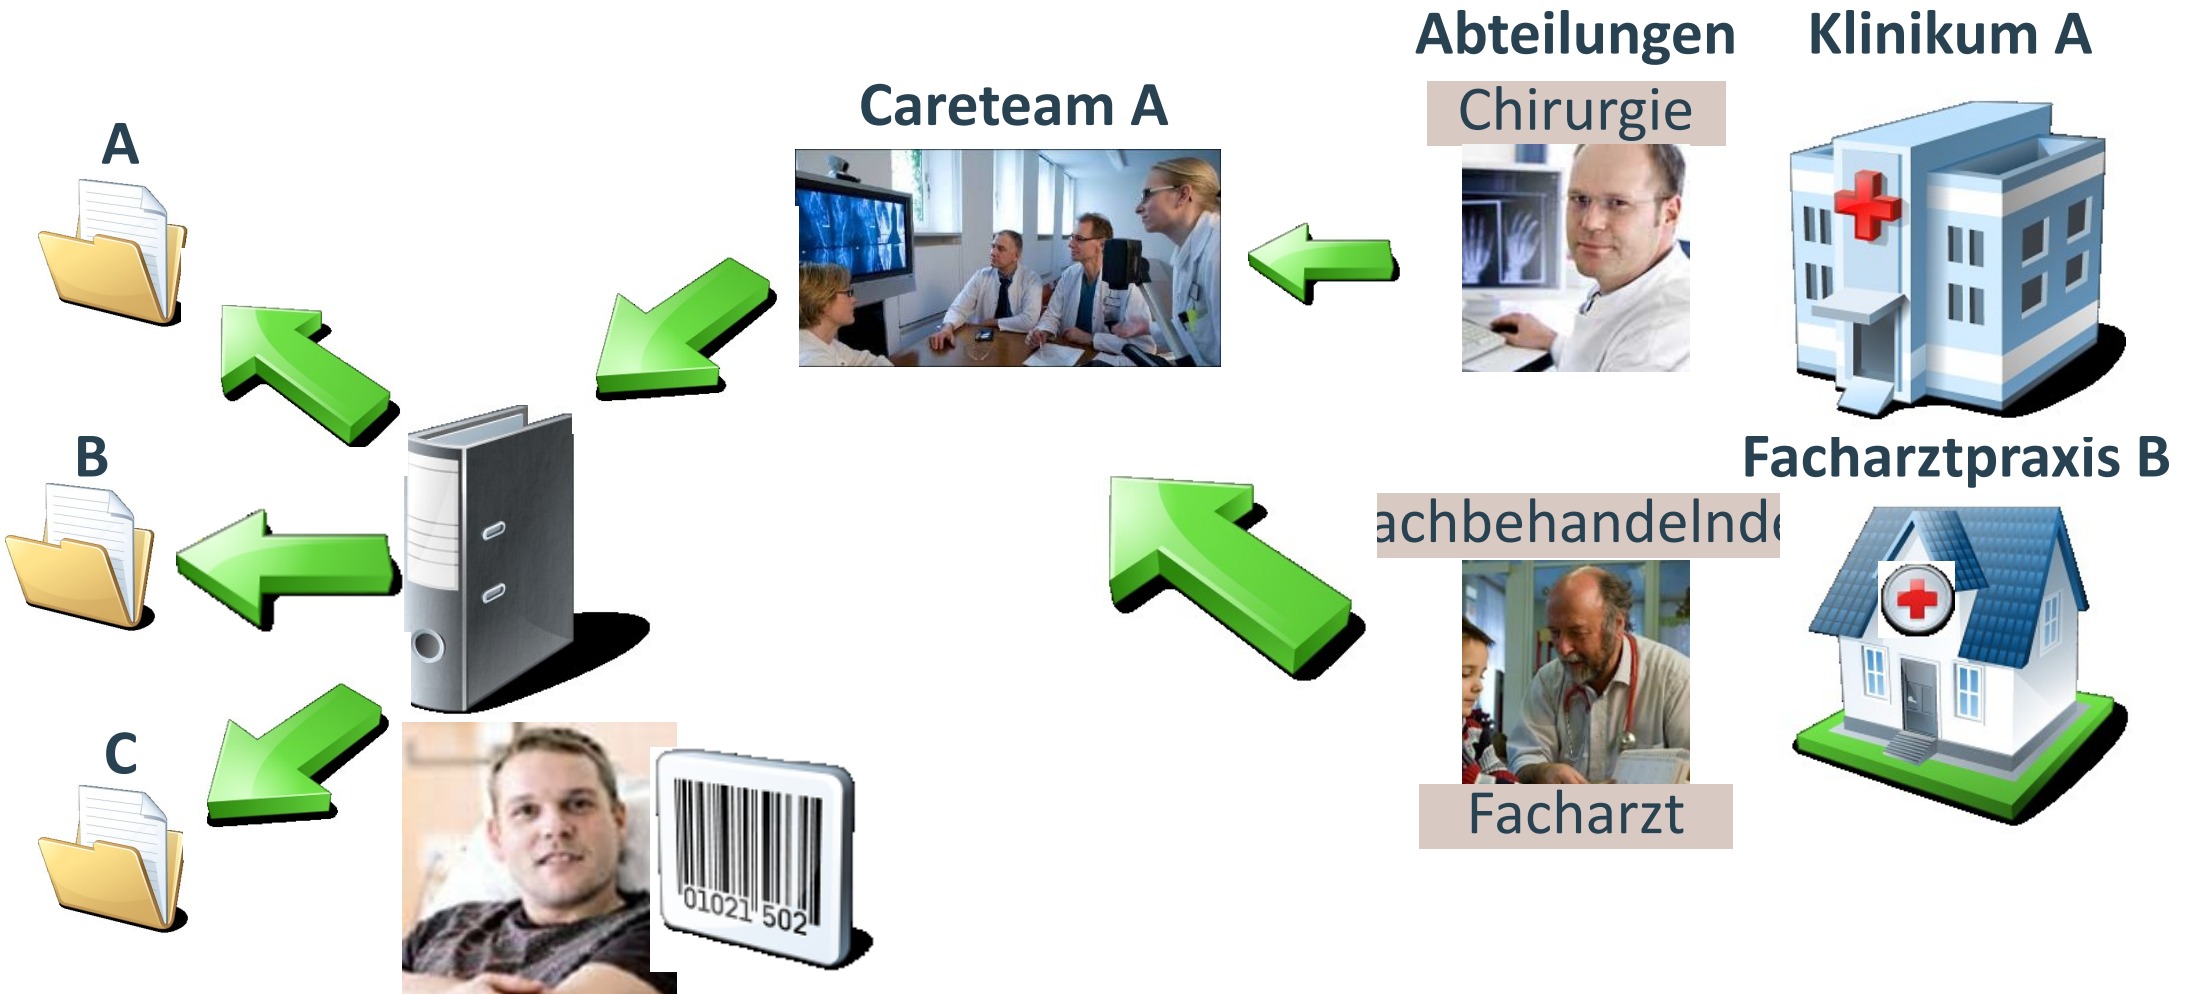 Abteilungen
Klinikum A
Careteam A
Chirurgie
A
B
Facharztpraxis B
achbehandelnde
C
Facharzt
01021 502